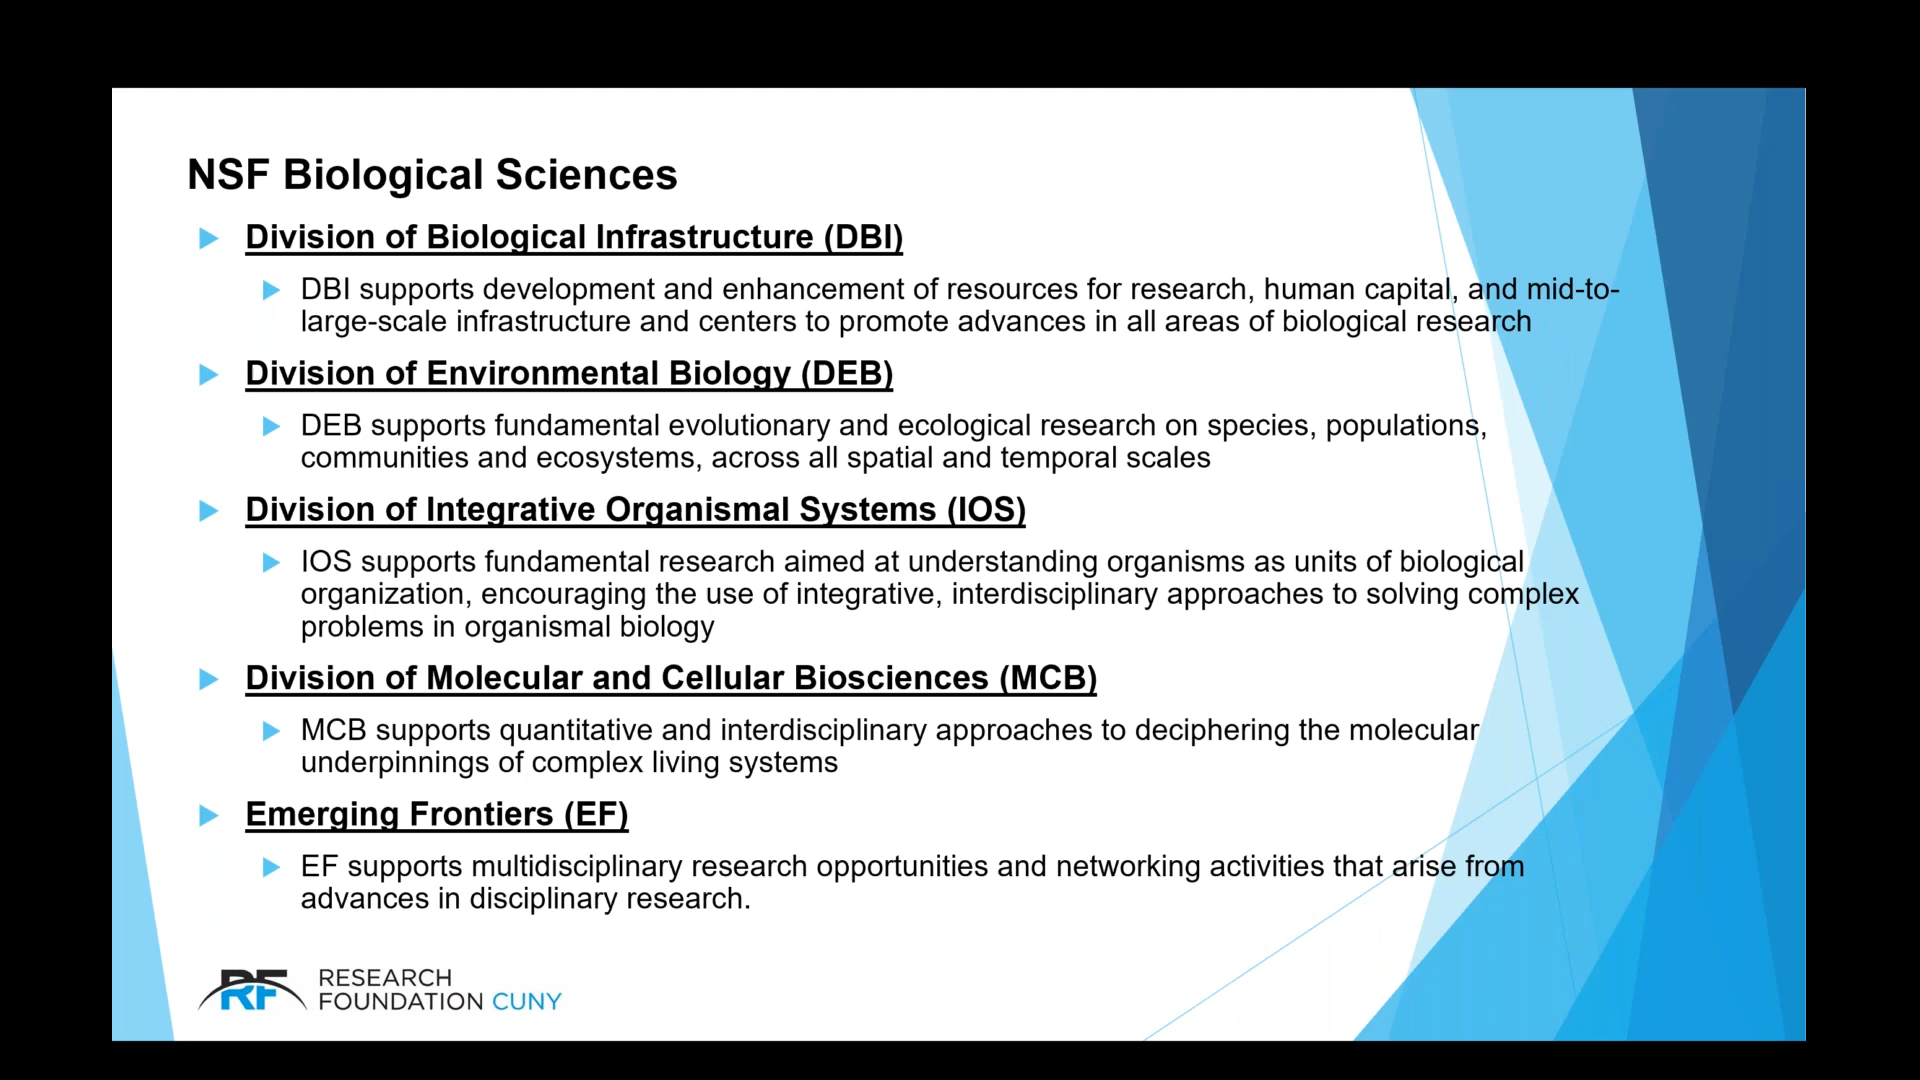 NSF Biological Sciences
Division of Biological Infrastructure (DBI)
DBI supports development and enhancement of resources for research, human capital, and mid-to-
large-scale infrastructure and centers to promote advances in all areas of biological research
Division of Environmental Biology (DEB)
DEB supports fundamental evolutionary and ecological research on species, populations,
communities and ecosystems, across all spatial and temporal scales
Division of Integrative Organismal Systems (IOS)
IOS supports fundamental research aimed at understanding organisms as units of biological
organization, encouraging the use of integrative, interdisciplinary approaches to solving complex
problems in organismal biology
Division of Molecular and Cellular Biosciences (MCB)
MCB supports quantitative and interdisciplinary approaches to deciphering the molecular
underpinnings of complex living systems
Emerging Frontiers (EF)
EF supports multidisciplinary research opportunities and networking activities that arise from
advances in disciplinary research.
RF RESEARCH
FOUNDATION CUNY